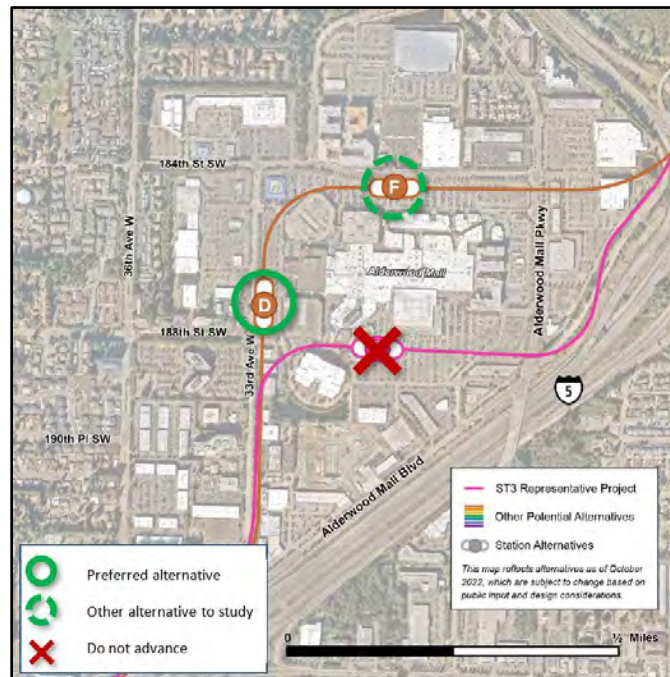 184th St SW
F
36th Ave W
Alderwood Mall
Alderwood Mall Pkwy
D
188th St SW
33rd Ave W
5
190th Pl SW
Alderwood Mall Blvd
ST3 Representative Project
Other Potential Alternatives
Station Alternatives
This map reflects alternatives as of October
2022, which are subject to change based on
public input and design considerations.
Preferred alternative
Other alternative to study
Do not advance
0
½ Miles